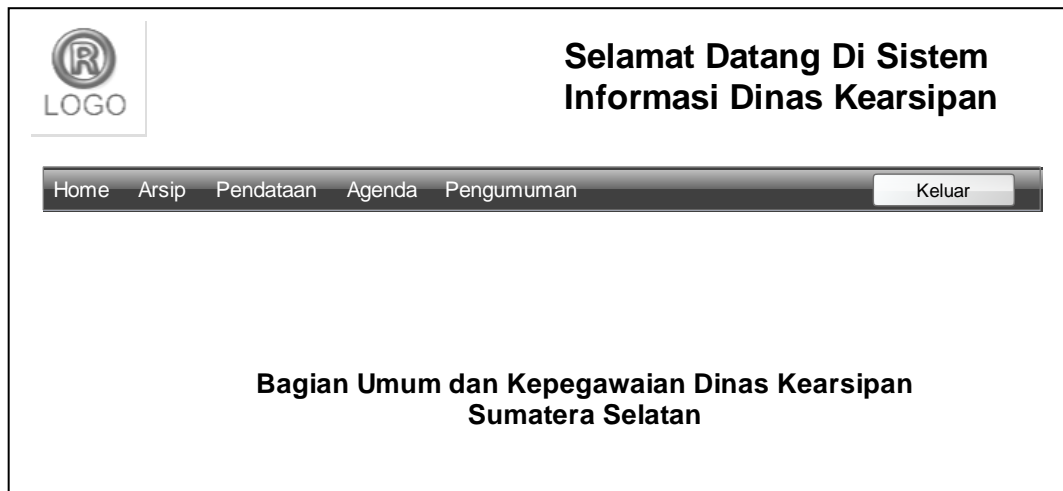 ®
LOGO
Selamat Datang Di Sistem
Informasi Dinas Kearsipan
Home Arsip Pendataan Agenda Pengumuman Keluar
Bagian Umum dan Kepegawaian Dinas Kearsipan
Sumatera Selatan